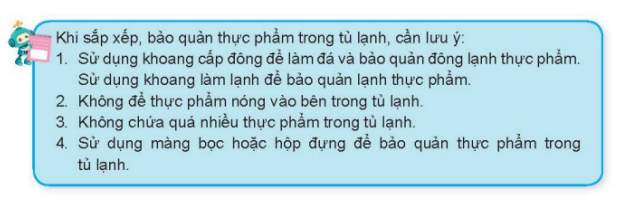 Khi sắp xếp, bảo quản thực phẩm trong tủ lạnh, cần lưu ý:
1. Sử dụng khoang cấp đông để làm đá và bảo quản đông lạnh thực phẩm.
Sử dụng khoang làm lạnh để bảo quản lạnh thực phẩm.
2. Không để thực phẩm nóng vào bên trong tủ lạnh.
3. Không chứa quá nhiều thực phẩm trong tủ lạnh.
4. Sử dụng màng bọc hoặc hộp đựng để bảo quản thực phẩm trong
tủ lạnh.